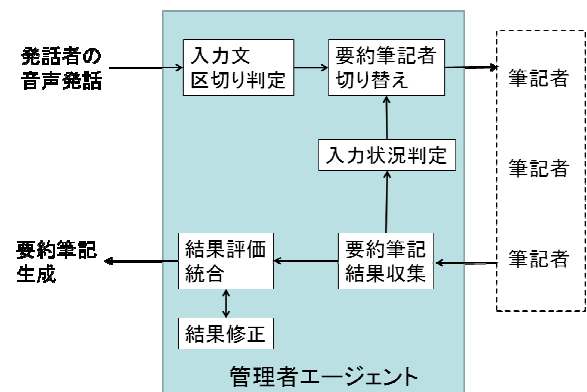 発話者の
音声発話
入力文
区切り判定
要約筆記者
切り替え
筆記者
入力状況判定
筆記者
要約筆記
生成
結果評価
統合
要約筆記
結果収集
筆記者
結果修正
管理者エージェント